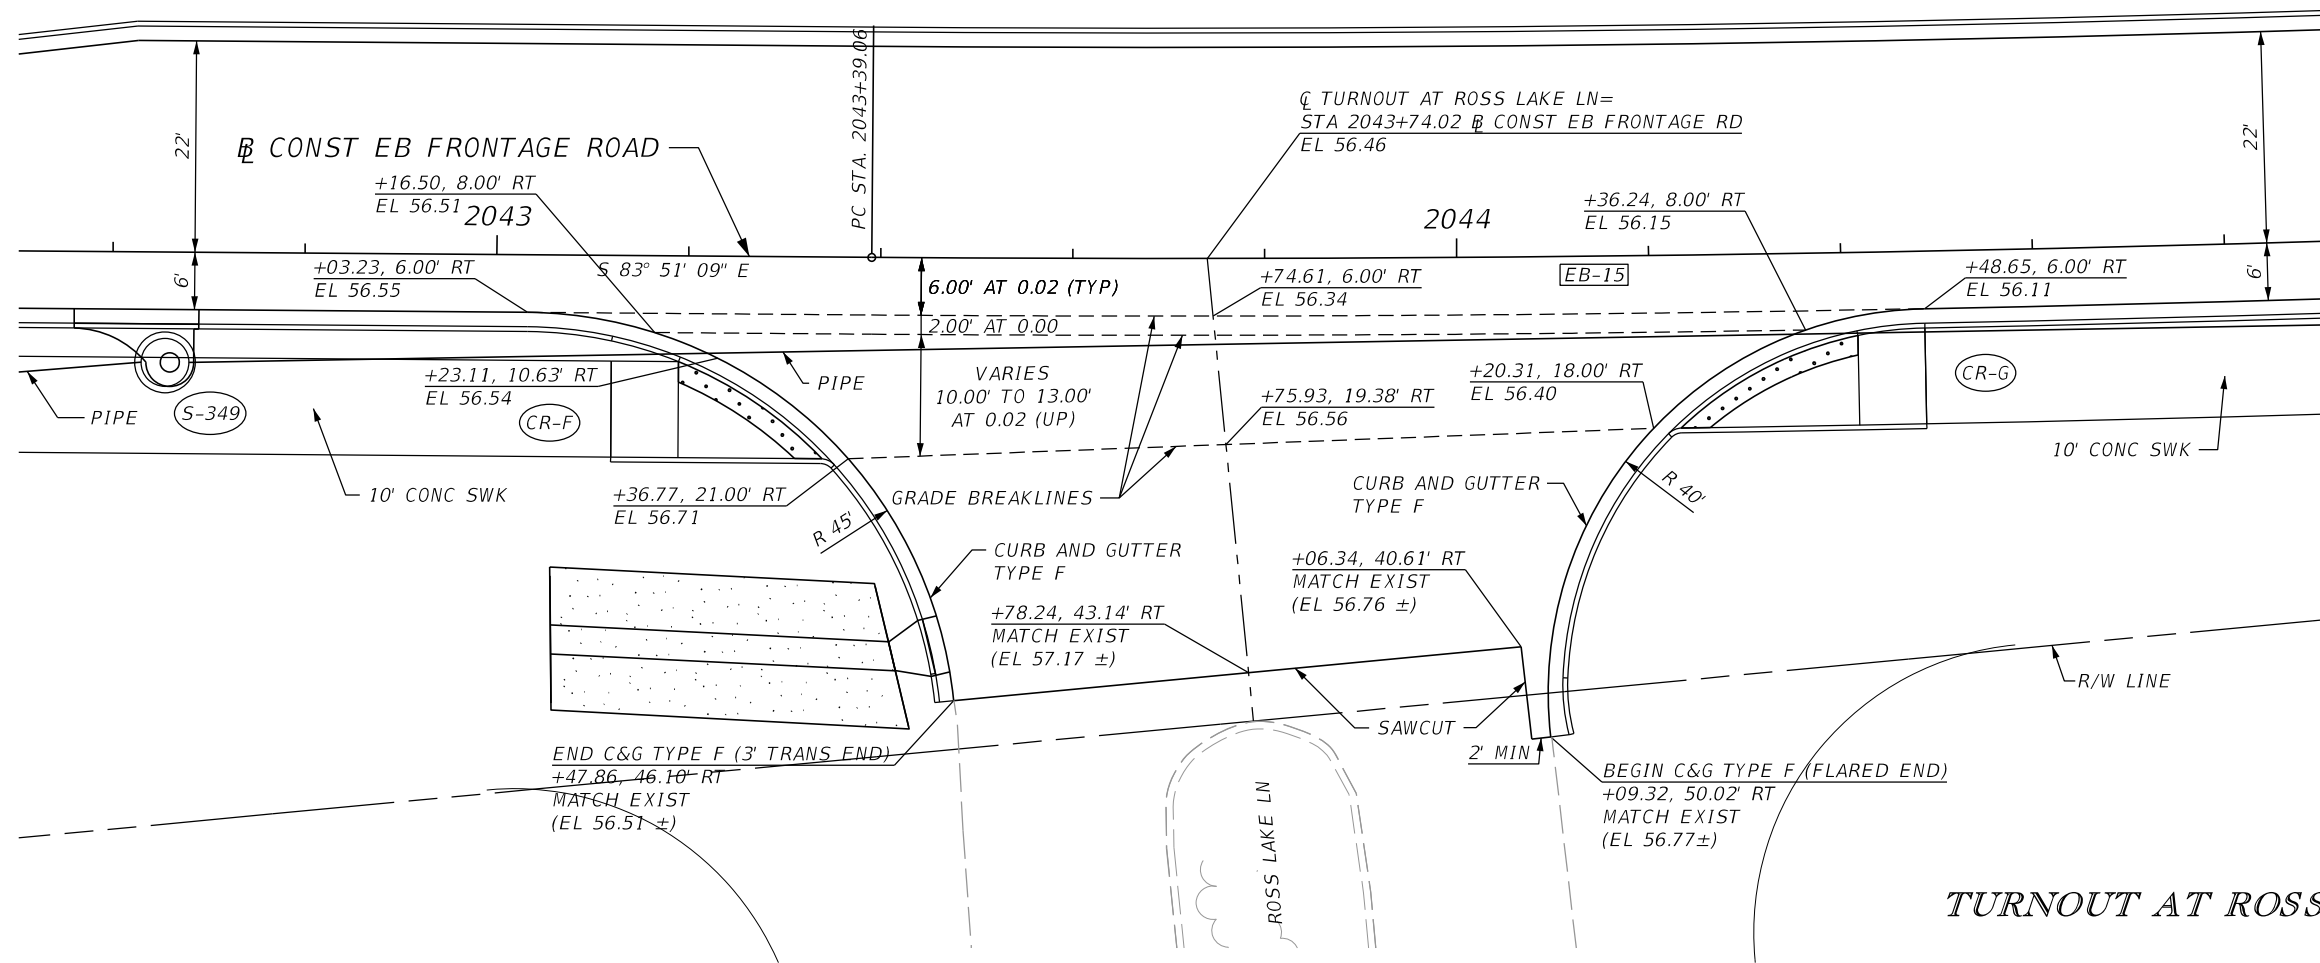 PC STA. 2043+39.06
℄ TURNOUT AT ROSS LAKE LN=
STA 2043+74.02 BL CONST EB FRONTAGE RD
EL 56.46
22'
22'
BL CONST EB FRONTAGE ROAD
+16.50, 8.00' RT
EL 56.51
2043
2044
+36.24, 8.00' RT
EL 56.15
6'
+03.23, 6.00' RT
EL 56.55
S 83° 51' 09" E
6.00' AT 0.02 (TYP)
+74.61, 6.00' RT
EL 56.34
EB-15
+48.65, 6.00' RT
EL 56.11
6'
2.00' AT 0.00
PIPE
S-349
+23.11, 10.63' RT
EL 56.54
CR-F
PIPE
VARIES
10.00' TO 13.00'
AT 0.02 (UP)
+75.93, 19.38' RT
EL 56.56
+20.31, 18.00' RT
EL 56.40
CR-G
10' CONC SWK
10' CONC SWK
+36.77, 21.00' RT
EL 56.71
GRADE BREAKLINES
R 45'
CURB AND GUTTER
TYPE F
R 40'
CURB AND GUTTER
TYPE F
+06.34, 40.61' RT
MATCH EXIST
(EL 56.76 ±)
+78.24, 43.14' RT
MATCH EXIST
(EL 57.17 ±)
R/W LINE
SAWCUT
2' MIN
END C&G TYPE F (3' TRANS END)
+47.86, 46.10' RT
MATCH EXIST
(EL 56.51 ±)
BEGIN C&G TYPE F (FLARED END)
+09.32, 50.02' RT
MATCH EXIST
(EL 56.77±)
ROSS LAKE LN
TURNOUT AT ROSS